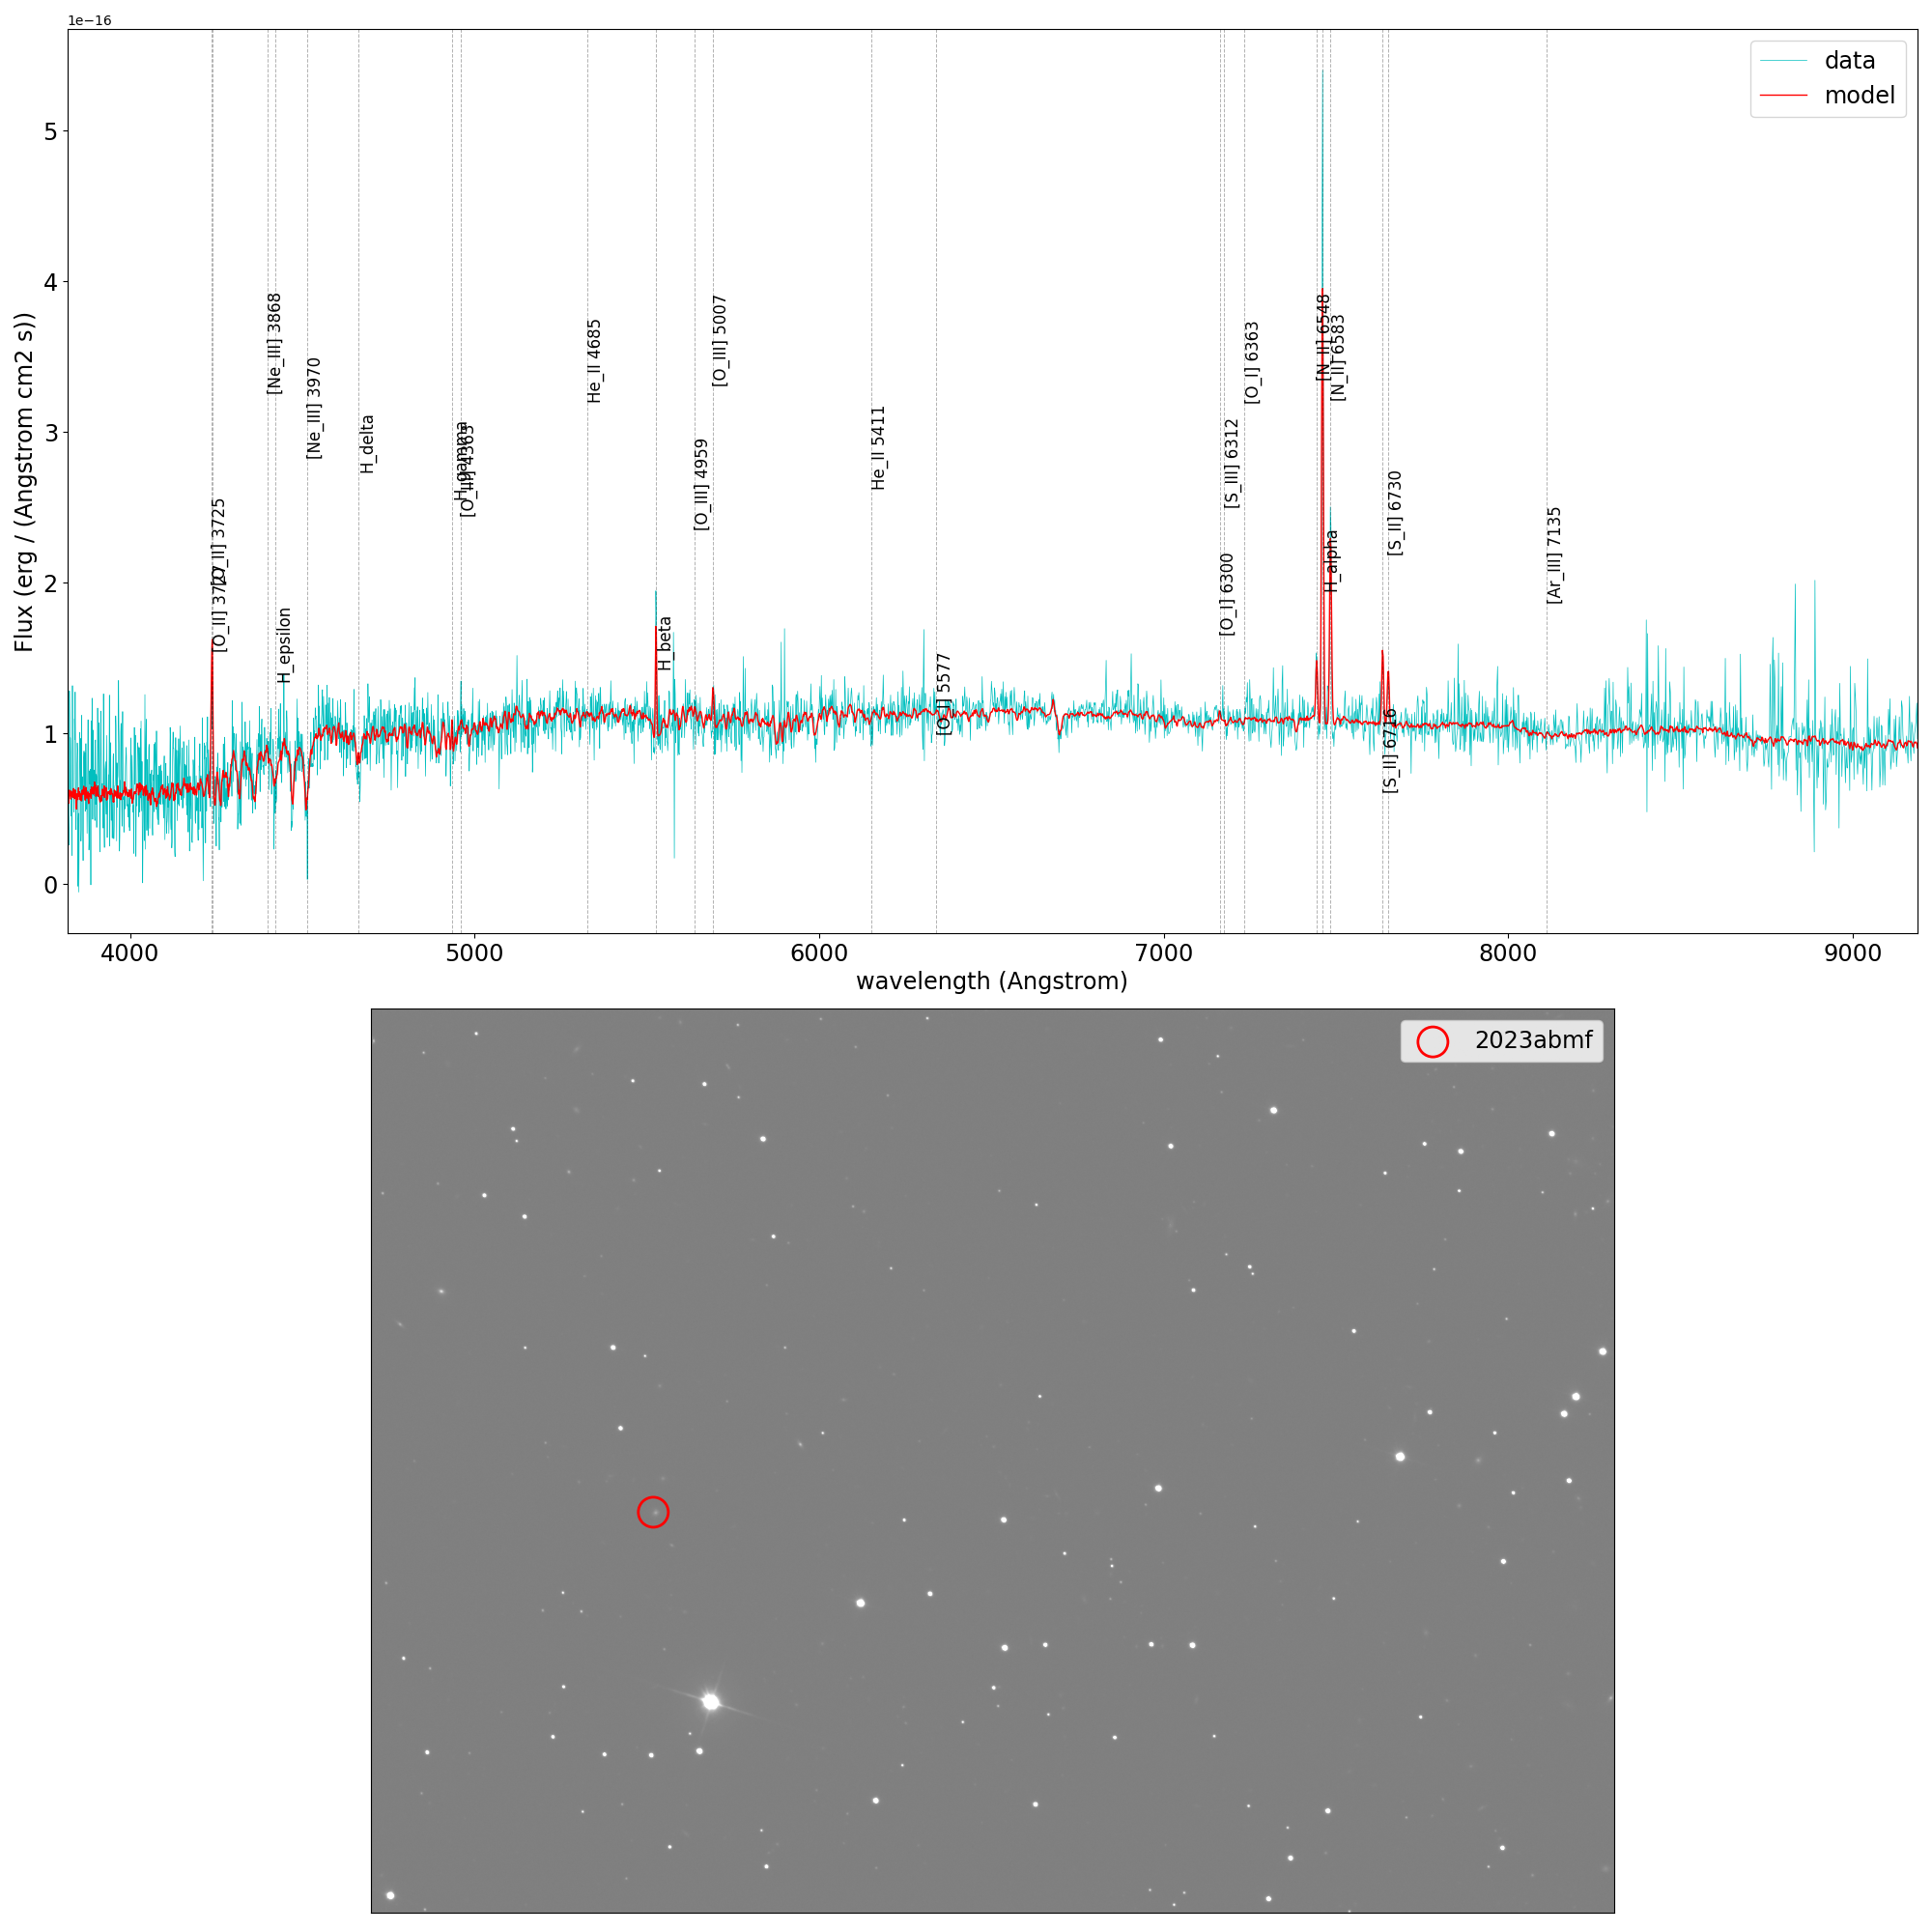 1e−16
data
model
5
4
3
2
1
0
Flux (erg / (Angstrom cm2 s))
[O_II] 3727
[O_II] 3725
[Ne_III] 3868
H_epsilon
[Ne_III] 3970
H_delta
H_gamma
[O_III] 4363
He_II 4685
H_beta
[O_III] 4959
[O_III] 5007
He_II 5411
[O_I] 5577
[O_I] 6300
[S_III] 6312
[O_I] 6363
[N_II] 6548
H_alpha
[N_II] 6583
[S_II] 6716
[S_II] 6730
[Ar_III] 7135
4000 5000 6000 7000 8000 9000
wavelength (Angstrom)
2023abmf